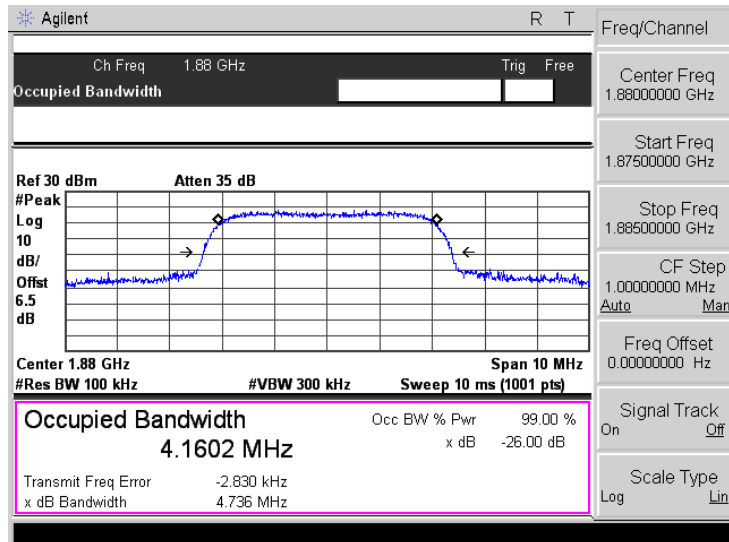 Agilent R T
Ch Freq 1.88 GHz Trig Free
Occupied Bandwidth
Ref 30 dBm Atten 35 dB
#Peak
Log
10
dB/
Offst
6.5
dB
Center 1.88 GHz Span 10 MHz
#Res BW 100 kHz #VBW 300 kHz Sweep 10 ms (1001 pts)
Occupied Bandwidth
4.1602 MHz
Occ BW % Pwr 99.00 %
x dB -26.00 dB
Transmit Freq Error -2.830 kHz
x dB Bandwidth 4.736 MHz
Freq/Channel
Center Freq
1.88000000 GHz
Start Freq
1.87500000 GHz
Stop Freq
1.88500000 GHz
CF Step
1.00000000 MHz
Auto Man
Freq Offset
0.00000000 Hz
Signal Track
On Off
Scale Type
Log Lin